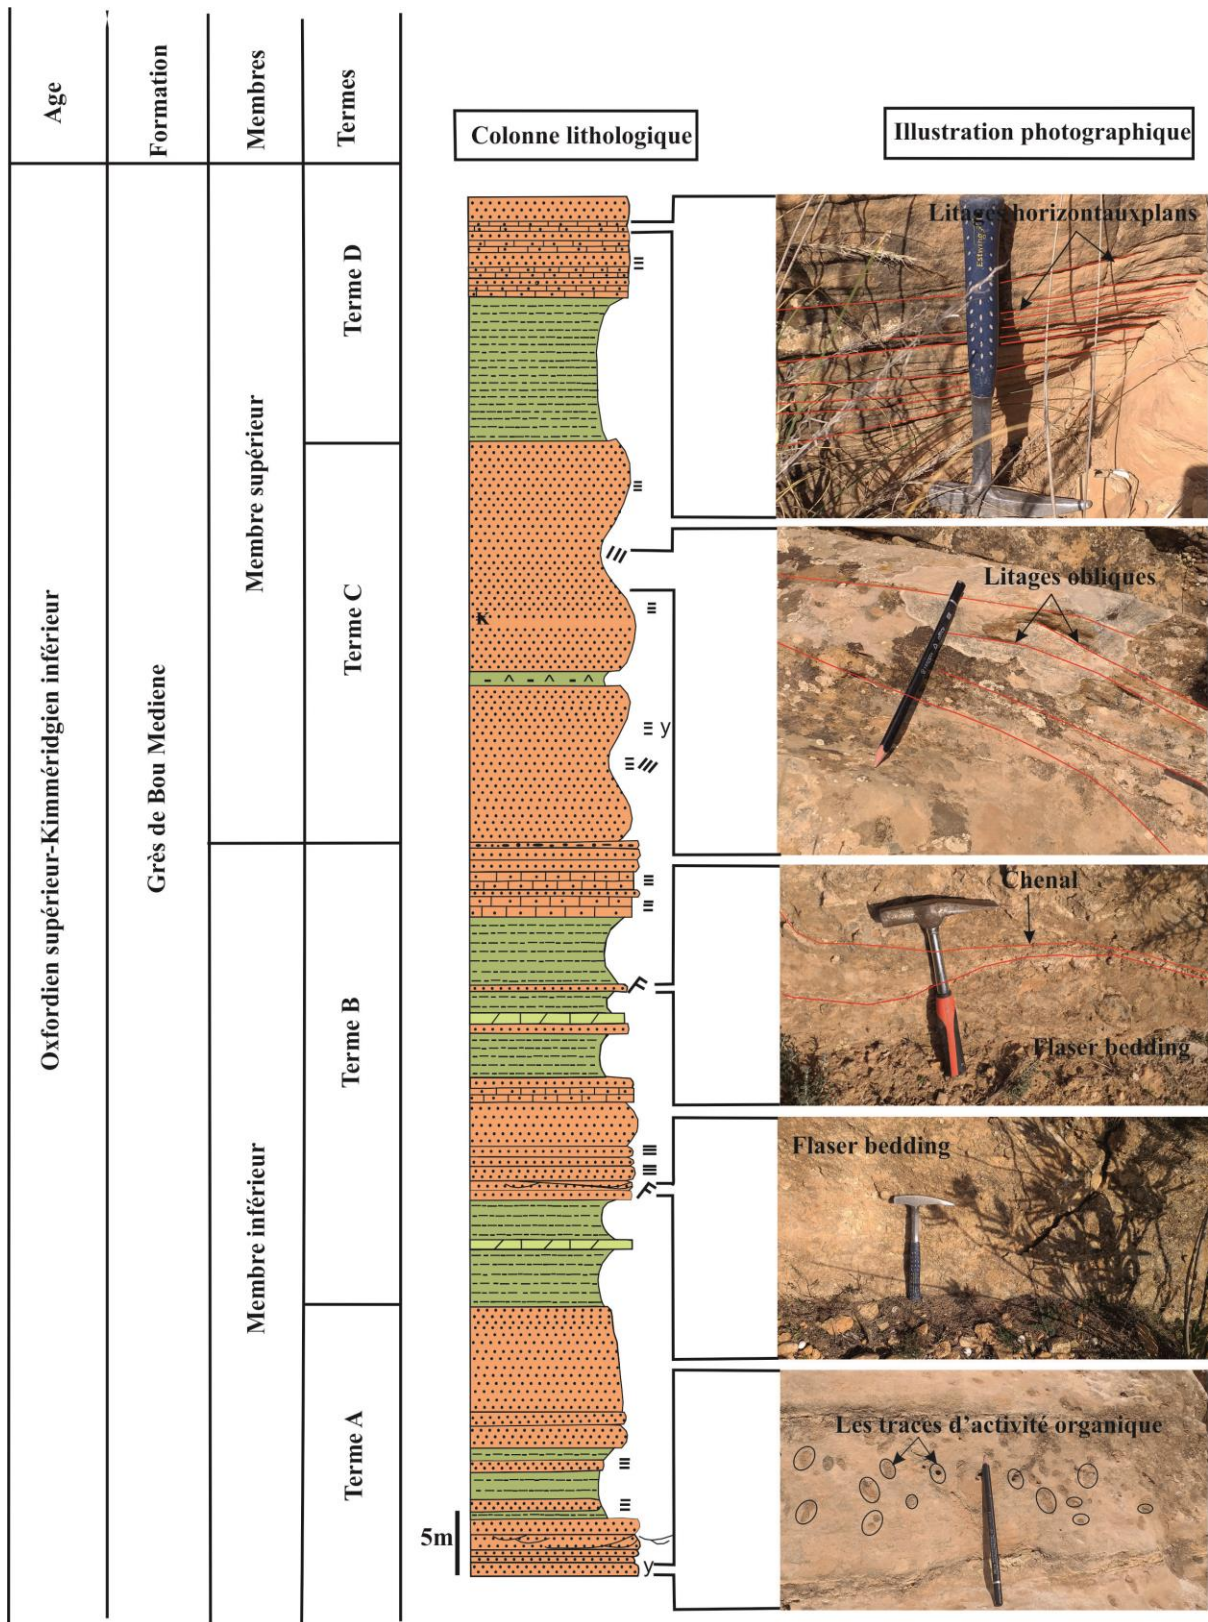 Age
Formation
Membres
Termes
Colonne lithologique
Illustration photographique
Oxfordien supérieur-Kimméridgien inférieur
Grès de Bou Mediene
Membre supérieur
Membre inférieur
Terme D
Terme C
Terme B
Terme A
K
y
F
F
y
5m
Litages horizontauxplans
Estwing
Litages obliques
Chenal
Flaser bedding
Flaser bedding
Les traces d’activité organique